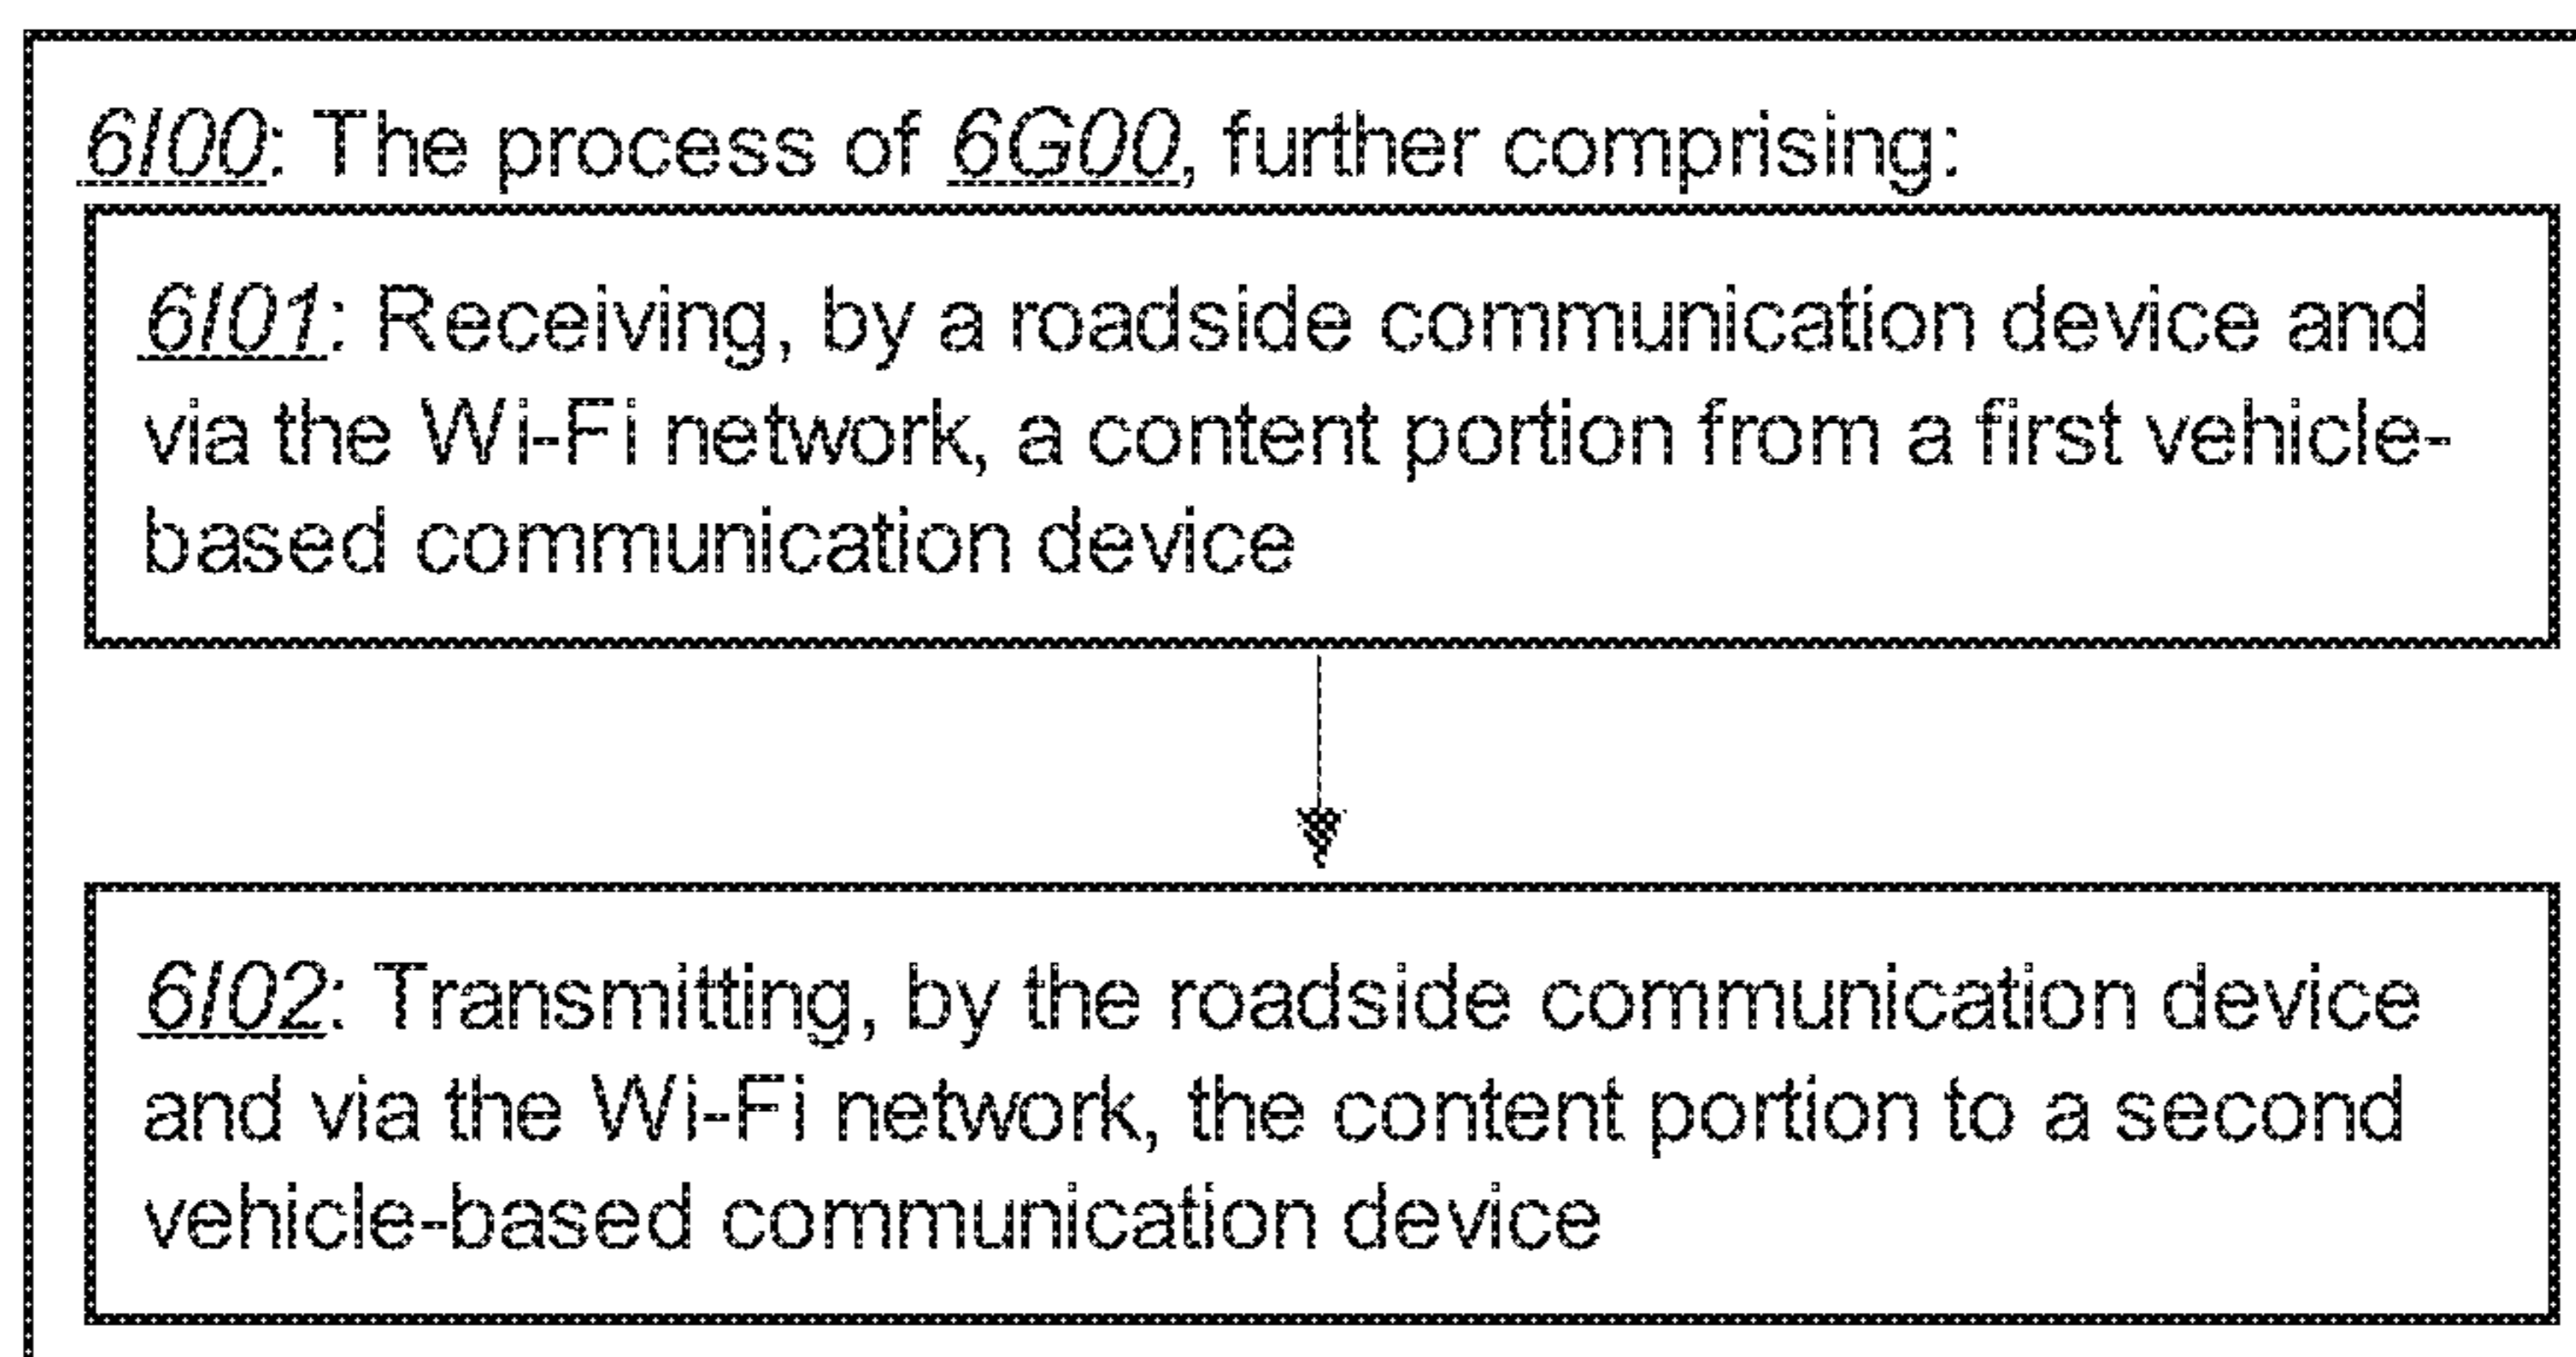 6I00: The process of 6G00, further comprising:
6I01: Receiving, by a roadside communication device and
via the Wi-Fi network, a content portion from a first vehicle-
based communication device
6I02: Transmitting, by the roadside communication device
and via the Wi-Fi network, the content portion to a second
vehicle-based communication device